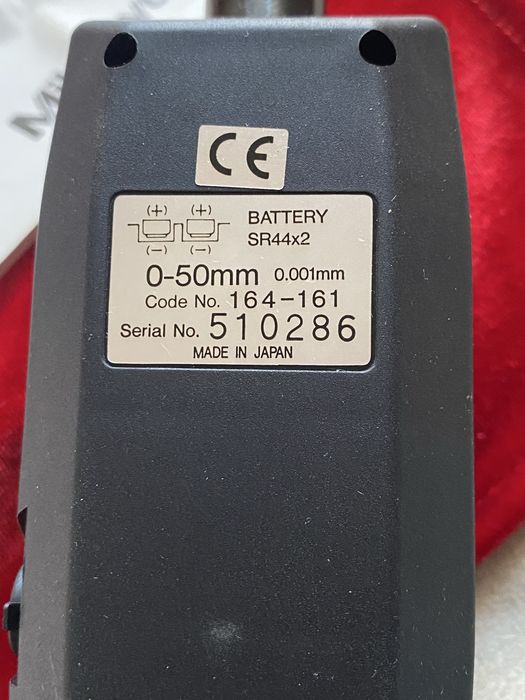 CE
(+) (+)
(−) (−)
BATTERY
SR44x2
0-50mm 0.001mm
Code No. 164-161
Serial No. 510286
MADE IN JAPAN